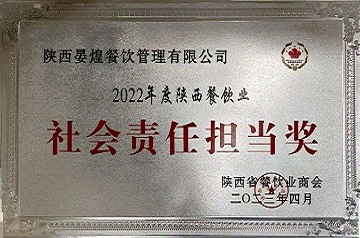 陕西晏煌餐饮管理有限公司
2022年度陕西餐饮业
社会责任担当奖
陕西省餐饮业商会
二〇二三年四月